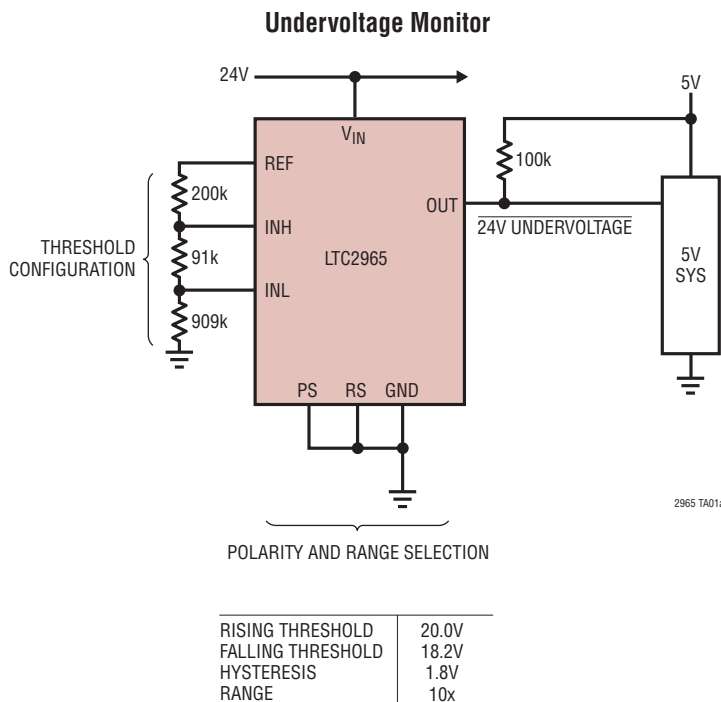 Undervoltage Monitor
24V
5V
VIN
REF
200k
100k
INH
OUT
THRESHOLD
CONFIGURATION
91k
LTC2965
24V UNDERVOLTAGE
5V
SYS
INL
909k
PS RS GND
2965 TA01a
POLARITY AND RANGE SELECTION
RISING THRESHOLD 20.0V
FALLING THRESHOLD 18.2V
HYSTERESIS 1.8V
RANGE 10x